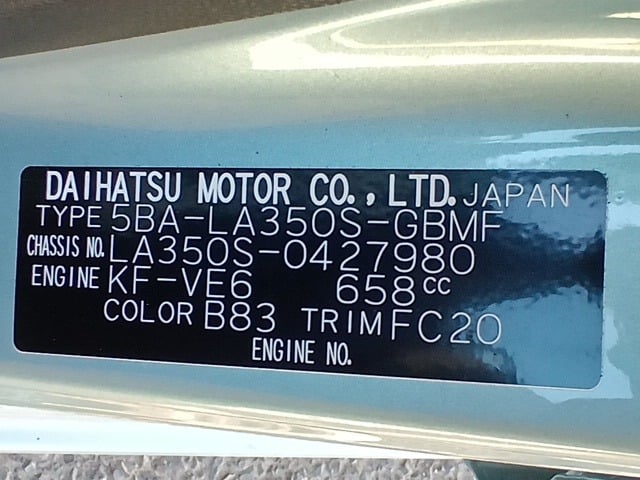 DAIHATSU MOTOR CO., LTD. JAPAN
TYPE 5BA-LA350S-GBMF
CHASSIS NO. LA350S-0427980
ENGINE KF-VE6 658cc
COLOR B83 TRIM FC20
ENGINE NO.